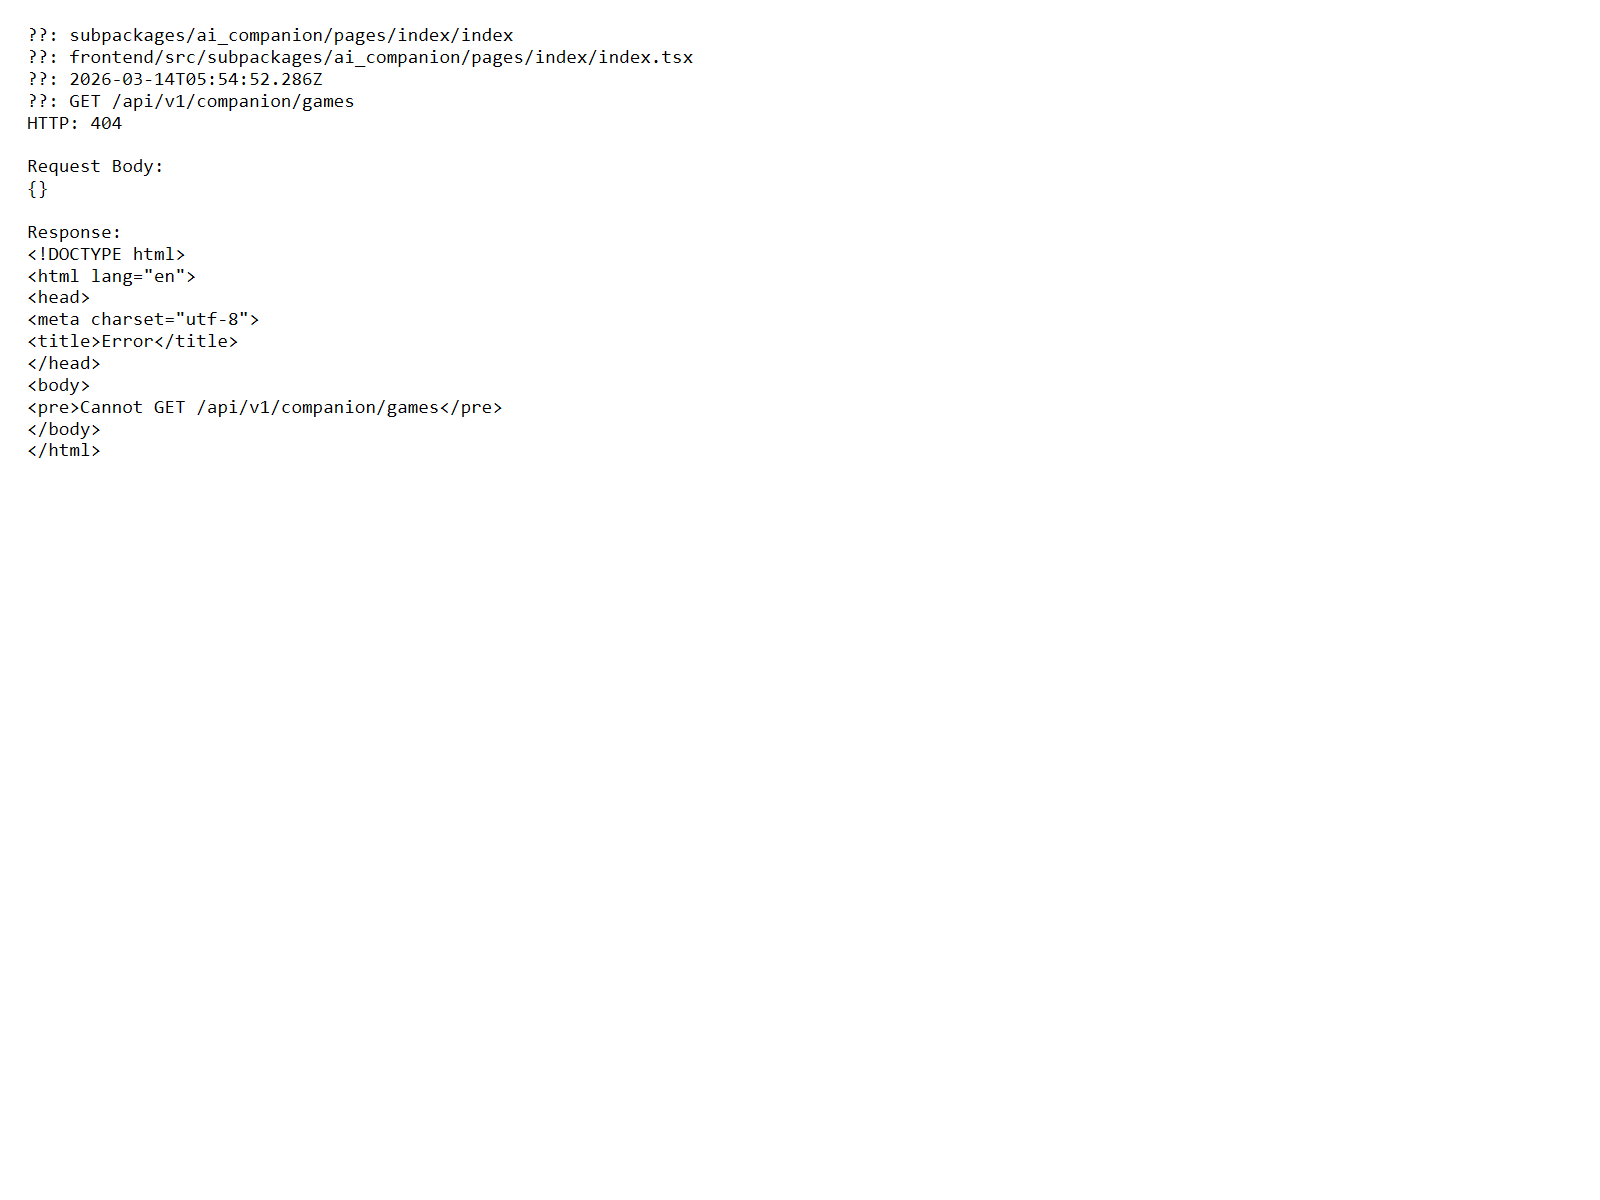 ??: subpackages/ai_companion/pages/index/index
??: frontend/src/subpackages/ai_companion/pages/index/index.tsx
??: 2026-03-14T05:54:52.286Z
??: GET /api/v1/companion/games
HTTP: 404

Request Body:
{}

Response:
<!DOCTYPE html>
<html lang="en">
<head>
<meta charset="utf-8">
<title>Error</title>
</head>
<body>
<pre>Cannot GET /api/v1/companion/games</pre>
</body>
</html>